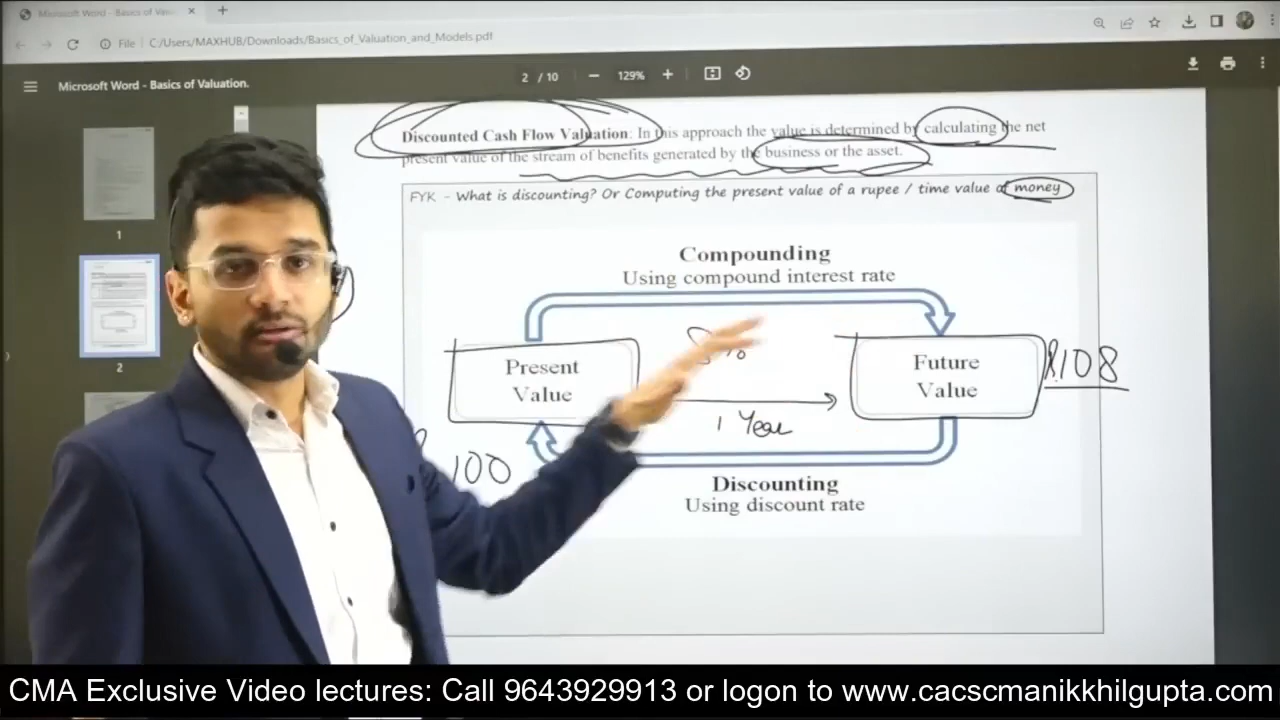 Microsoft Word - Basics of Valu
File
C:/Users/MAXHUB/Downloads/Basics_of_Valuation_and_Models.pdf
Microsoft Word - Basics of Valuation.
2 / 10
129%
Discounted Cash Flow Valuation: In this approach the value is determined by calculating the net
present value of the stream of benefits generated by the business or the asset.
FYK - What is discounting? Or Computing the present value of a rupee / time value of money
Compounding
Using compound interest rate
8%
Present
Value
Future
Value
108
1 Year
100
Discounting
Using discount rate
1
2
CMA Exclusive Video lectures: Call 9643929913 or logon to www.cacscmanikkhilgupta.com